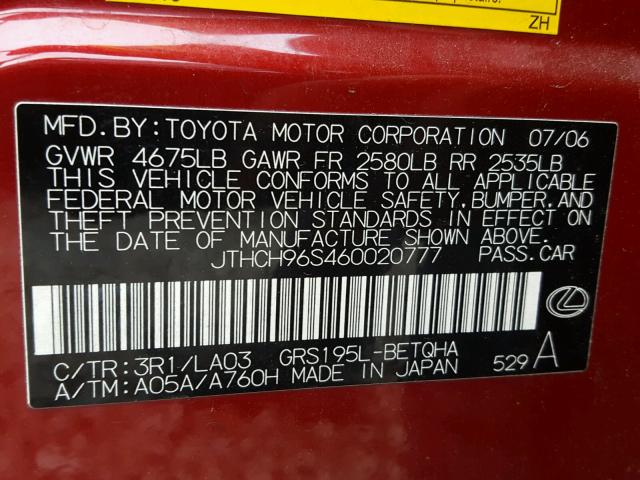 ZH
MFD. BY: TOYOTA MOTOR CORPORATION 07/06
GVWR 4675LB GAWR FR 2580LB RR 2535LB
THIS VEHICLE CONFORMS TO ALL APPLICABLE
FEDERAL MOTOR VEHICLE SAFETY, BUMPER, AND
THEFT PREVENTION STANDARDS IN EFFECT ON
THE DATE OF MANUFACTURE SHOWN ABOVE.
JTHCH96S460020777 PASS. CAR
C/TR: 3R1/LA03 GRS195L-BETQHA
A/TM: A05A/A760H MADE IN JAPAN 529 A